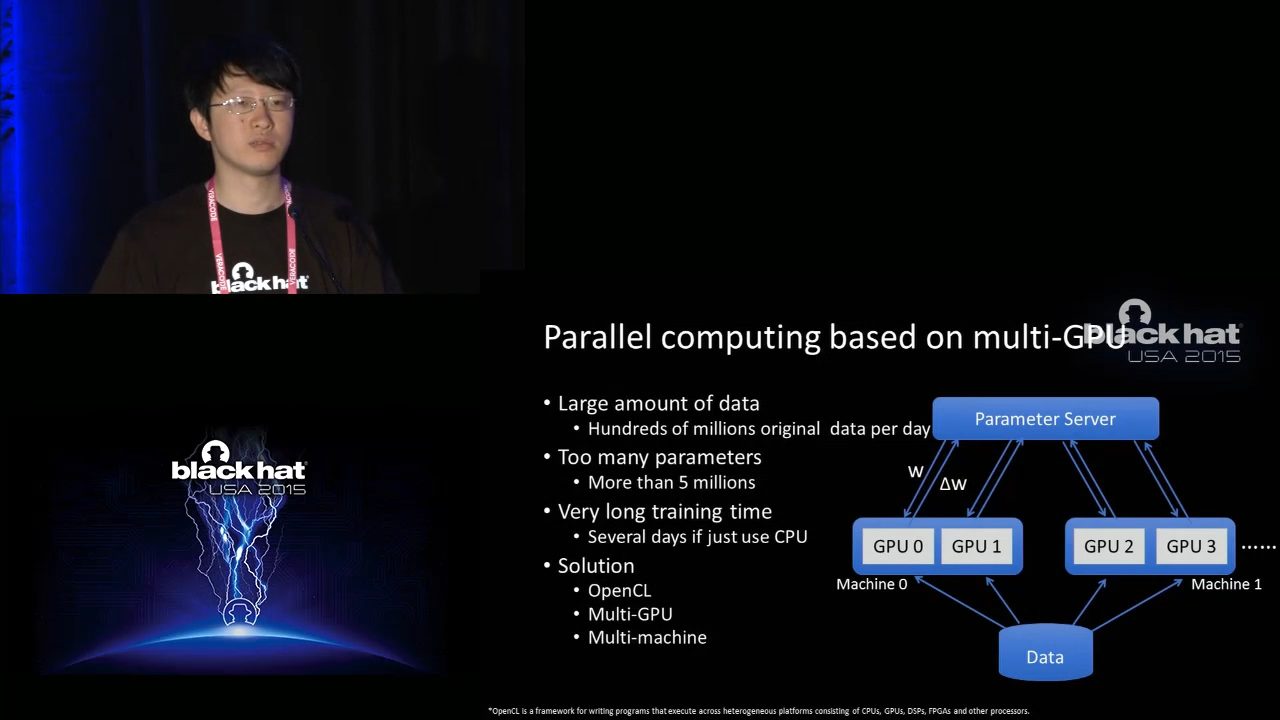 VERACODE
VERACODE
black hat
Parallel computing based on multi-GPU
black hat
USA 2015
• Large amount of data
• Hundreds of millions original data per day
• Too many parameters
• More than 5 millions
• Very long training time
• Several days if just use CPU
• Solution
• OpenCL
• Multi-GPU
• Multi-machine
Parameter Server
W
ΔW
GPU 0
GPU 1
GPU 2
GPU 3
......
Machine 0
Machine 1
Data
black hat
USA 2015
*OpenCL is a framework for writing programs that execute across heterogeneous platforms consisting of CPUs, GPUs, DSPs, FPGAs and other processors.